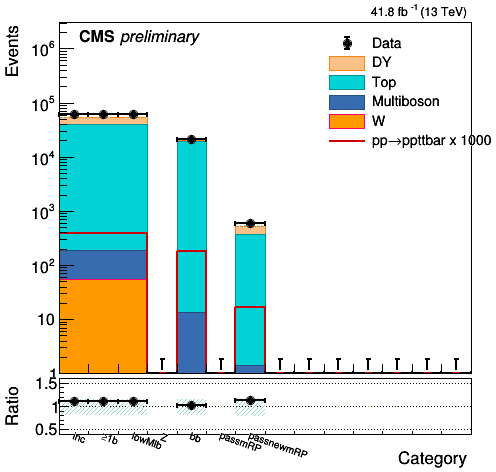 41.8 fb⁻¹ (13 TeV)
CMS preliminary
Events
10⁶
10⁵
10⁴
10³
10²
10
1
Data
DY
Top
Multiboson
W
pp→ppttbar x 1000
Ratio
1.5
1
0.5
inc
≥1b
lowMlb
Z
bb
passmRP
passnewmRP
Category